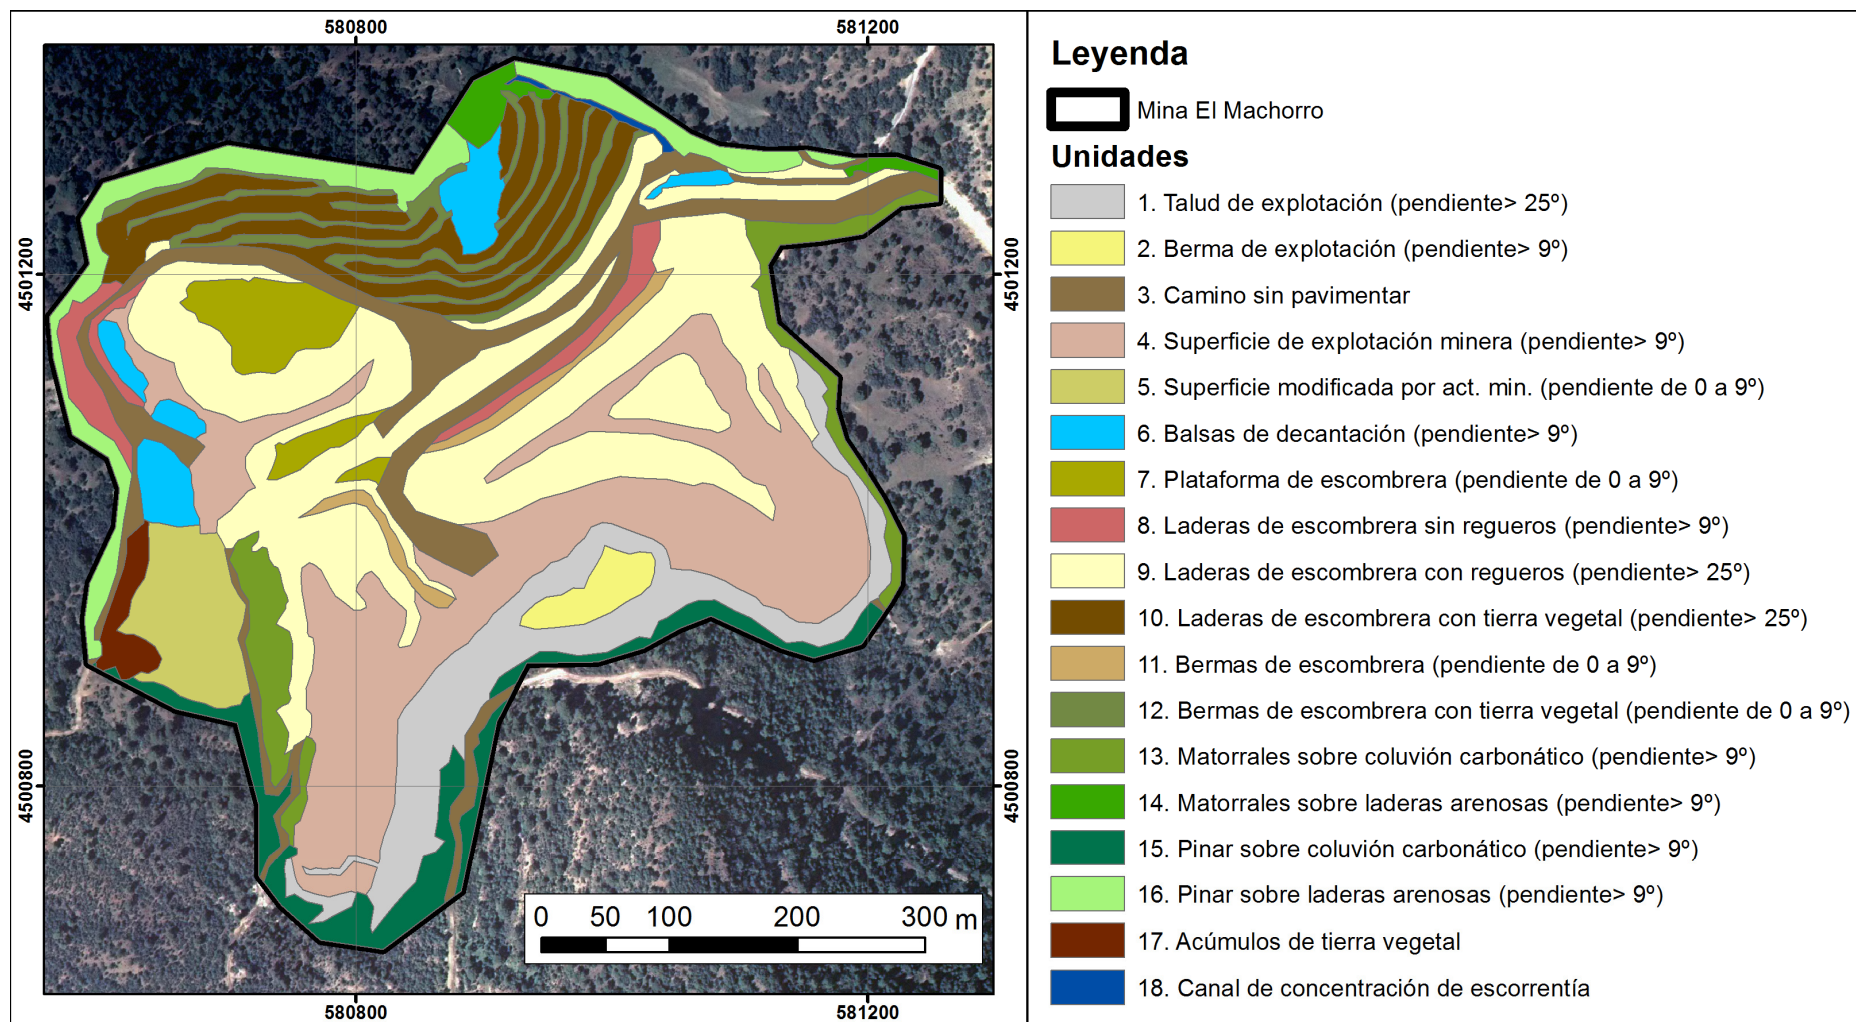 580800
581200
4501200
4501200
4500800
4500800
580800
581200
0 50 100 200 300 m
Leyenda
Mina El Machorro
Unidades
1. Talud de explotación (pendiente> 25º)
2. Berma de explotación (pendiente> 9º)
3. Camino sin pavimentar
4. Superficie de explotación minera (pendiente> 9º)
5. Superficie modificada por act. min. (pendiente de 0 a 9º)
6. Balsas de decantación (pendiente> 9º)
7. Plataforma de escombrera (pendiente de 0 a 9º)
8. Laderas de escombrera sin regueros (pendiente> 9º)
9. Laderas de escombrera con regueros (pendiente> 25º)
10. Laderas de escombrera con tierra vegetal (pendiente> 25º)
11. Bermas de escombrera (pendiente de 0 a 9º)
12. Bermas de escombrera con tierra vegetal (pendiente de 0 a 9º)
13. Matorrales sobre coluvión carbonático (pendiente> 9º)
14. Matorrales sobre laderas arenosas (pendiente> 9º)
15. Pinar sobre coluvión carbonático (pendiente> 9º)
16. Pinar sobre laderas arenosas (pendiente> 9º)
17. Acúmulos de tierra vegetal
18. Canal de concentración de escorrentía